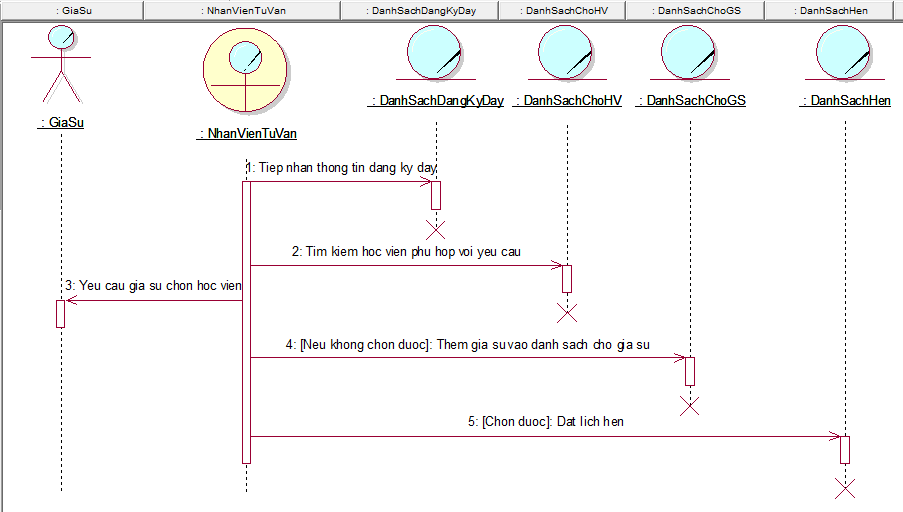 : GiaSu
: NhanVienTuVan
: DanhSachDangKyDay
: DanhSachChoHV
: DanhSachChoGS
: DanhSachHen
: GiaSu
: NhanVienTuVan
: DanhSachDangKyDay
: DanhSachChoHV
: DanhSachChoGS
: DanhSachHen
1: Tiep nhan thong tin dang ky day
2: Tim kiem hoc vien phu hop voi yeu cau
3: Yeu cau gia su chon hoc vien
4: [Neu khong chon duoc]: Them gia su vao danh sach cho gia su
5: [Chon duoc]: Dat lich hen